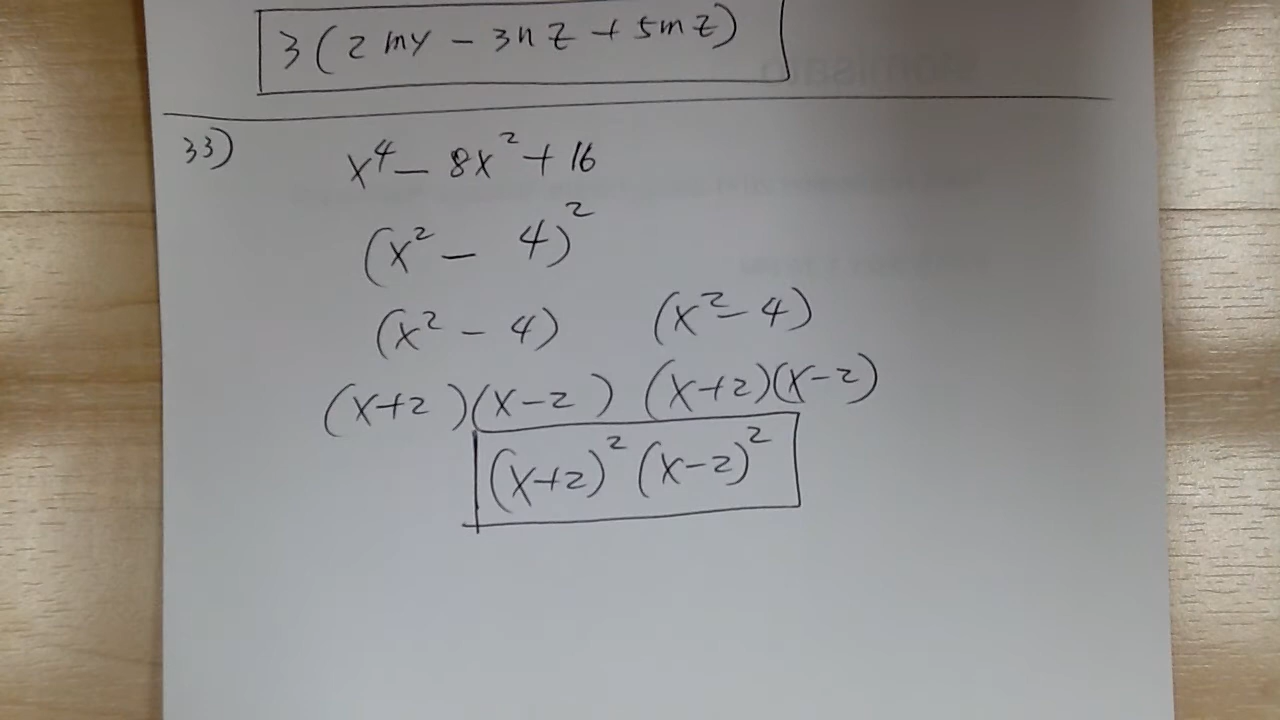 3(2my - 3nz + 5mz)
33)
x⁴ - 8x² + 16
(x² - 4)²
(x² - 4) (x² - 4)
(x+2)(x-2) (x+2)(x-2)
(x+2)² (x-2)²